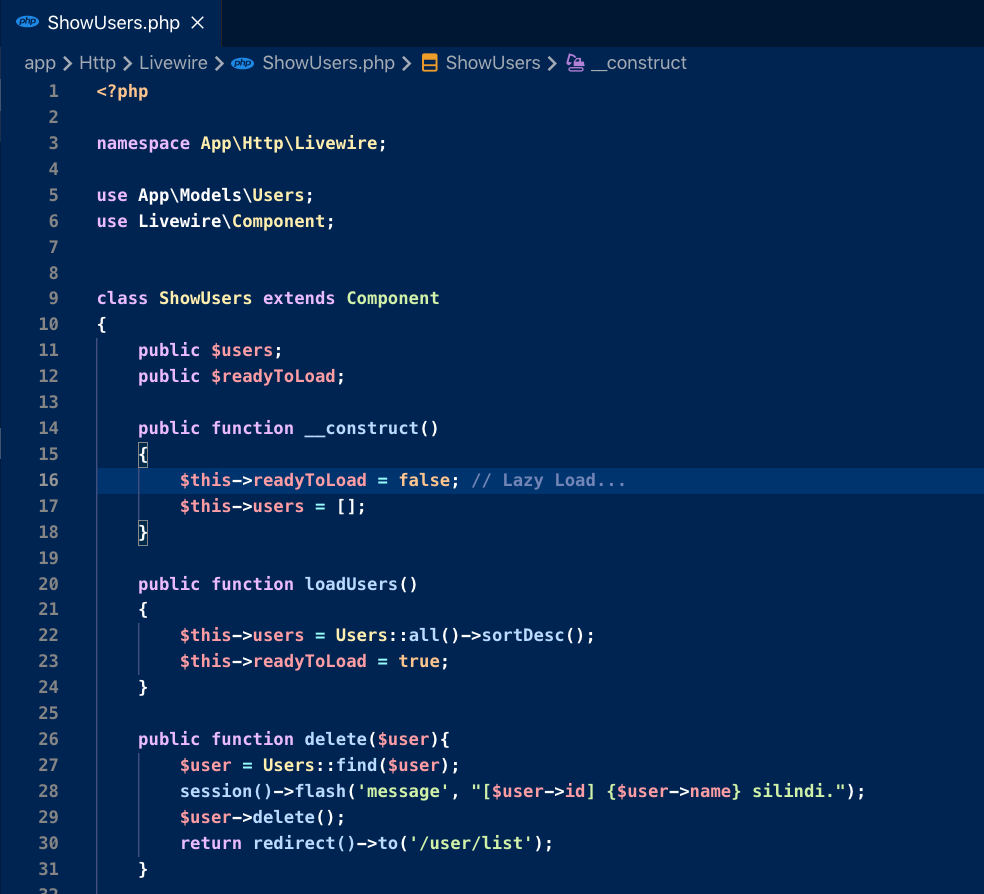 php ShowUsers.php ×
app > Http > Livewire > php ShowUsers.php > ShowUsers > __construct
1 <?php
2
3 namespace App\Http\Livewire;
4
5 use App\Models\Users;
6 use Livewire\Component;
7
8
9 class ShowUsers extends Component
10 {
11     public $users;
12     public $readyToLoad;
13
14     public function __construct()
15     {
16         $this->readyToLoad = false; // Lazy Load...
17         $this->users = [];
18     }
19
20     public function loadUsers()
21     {
22         $this->users = Users::all()->sortDesc();
23         $this->readyToLoad = true;
24     }
25
26     public function delete($user){
27         $user = Users::find($user);
28         session()->flash('message', "[$user->id] {$user->name} silindi.");
29         $user->delete();
30         return redirect()->to('/user/list');
31     }
32